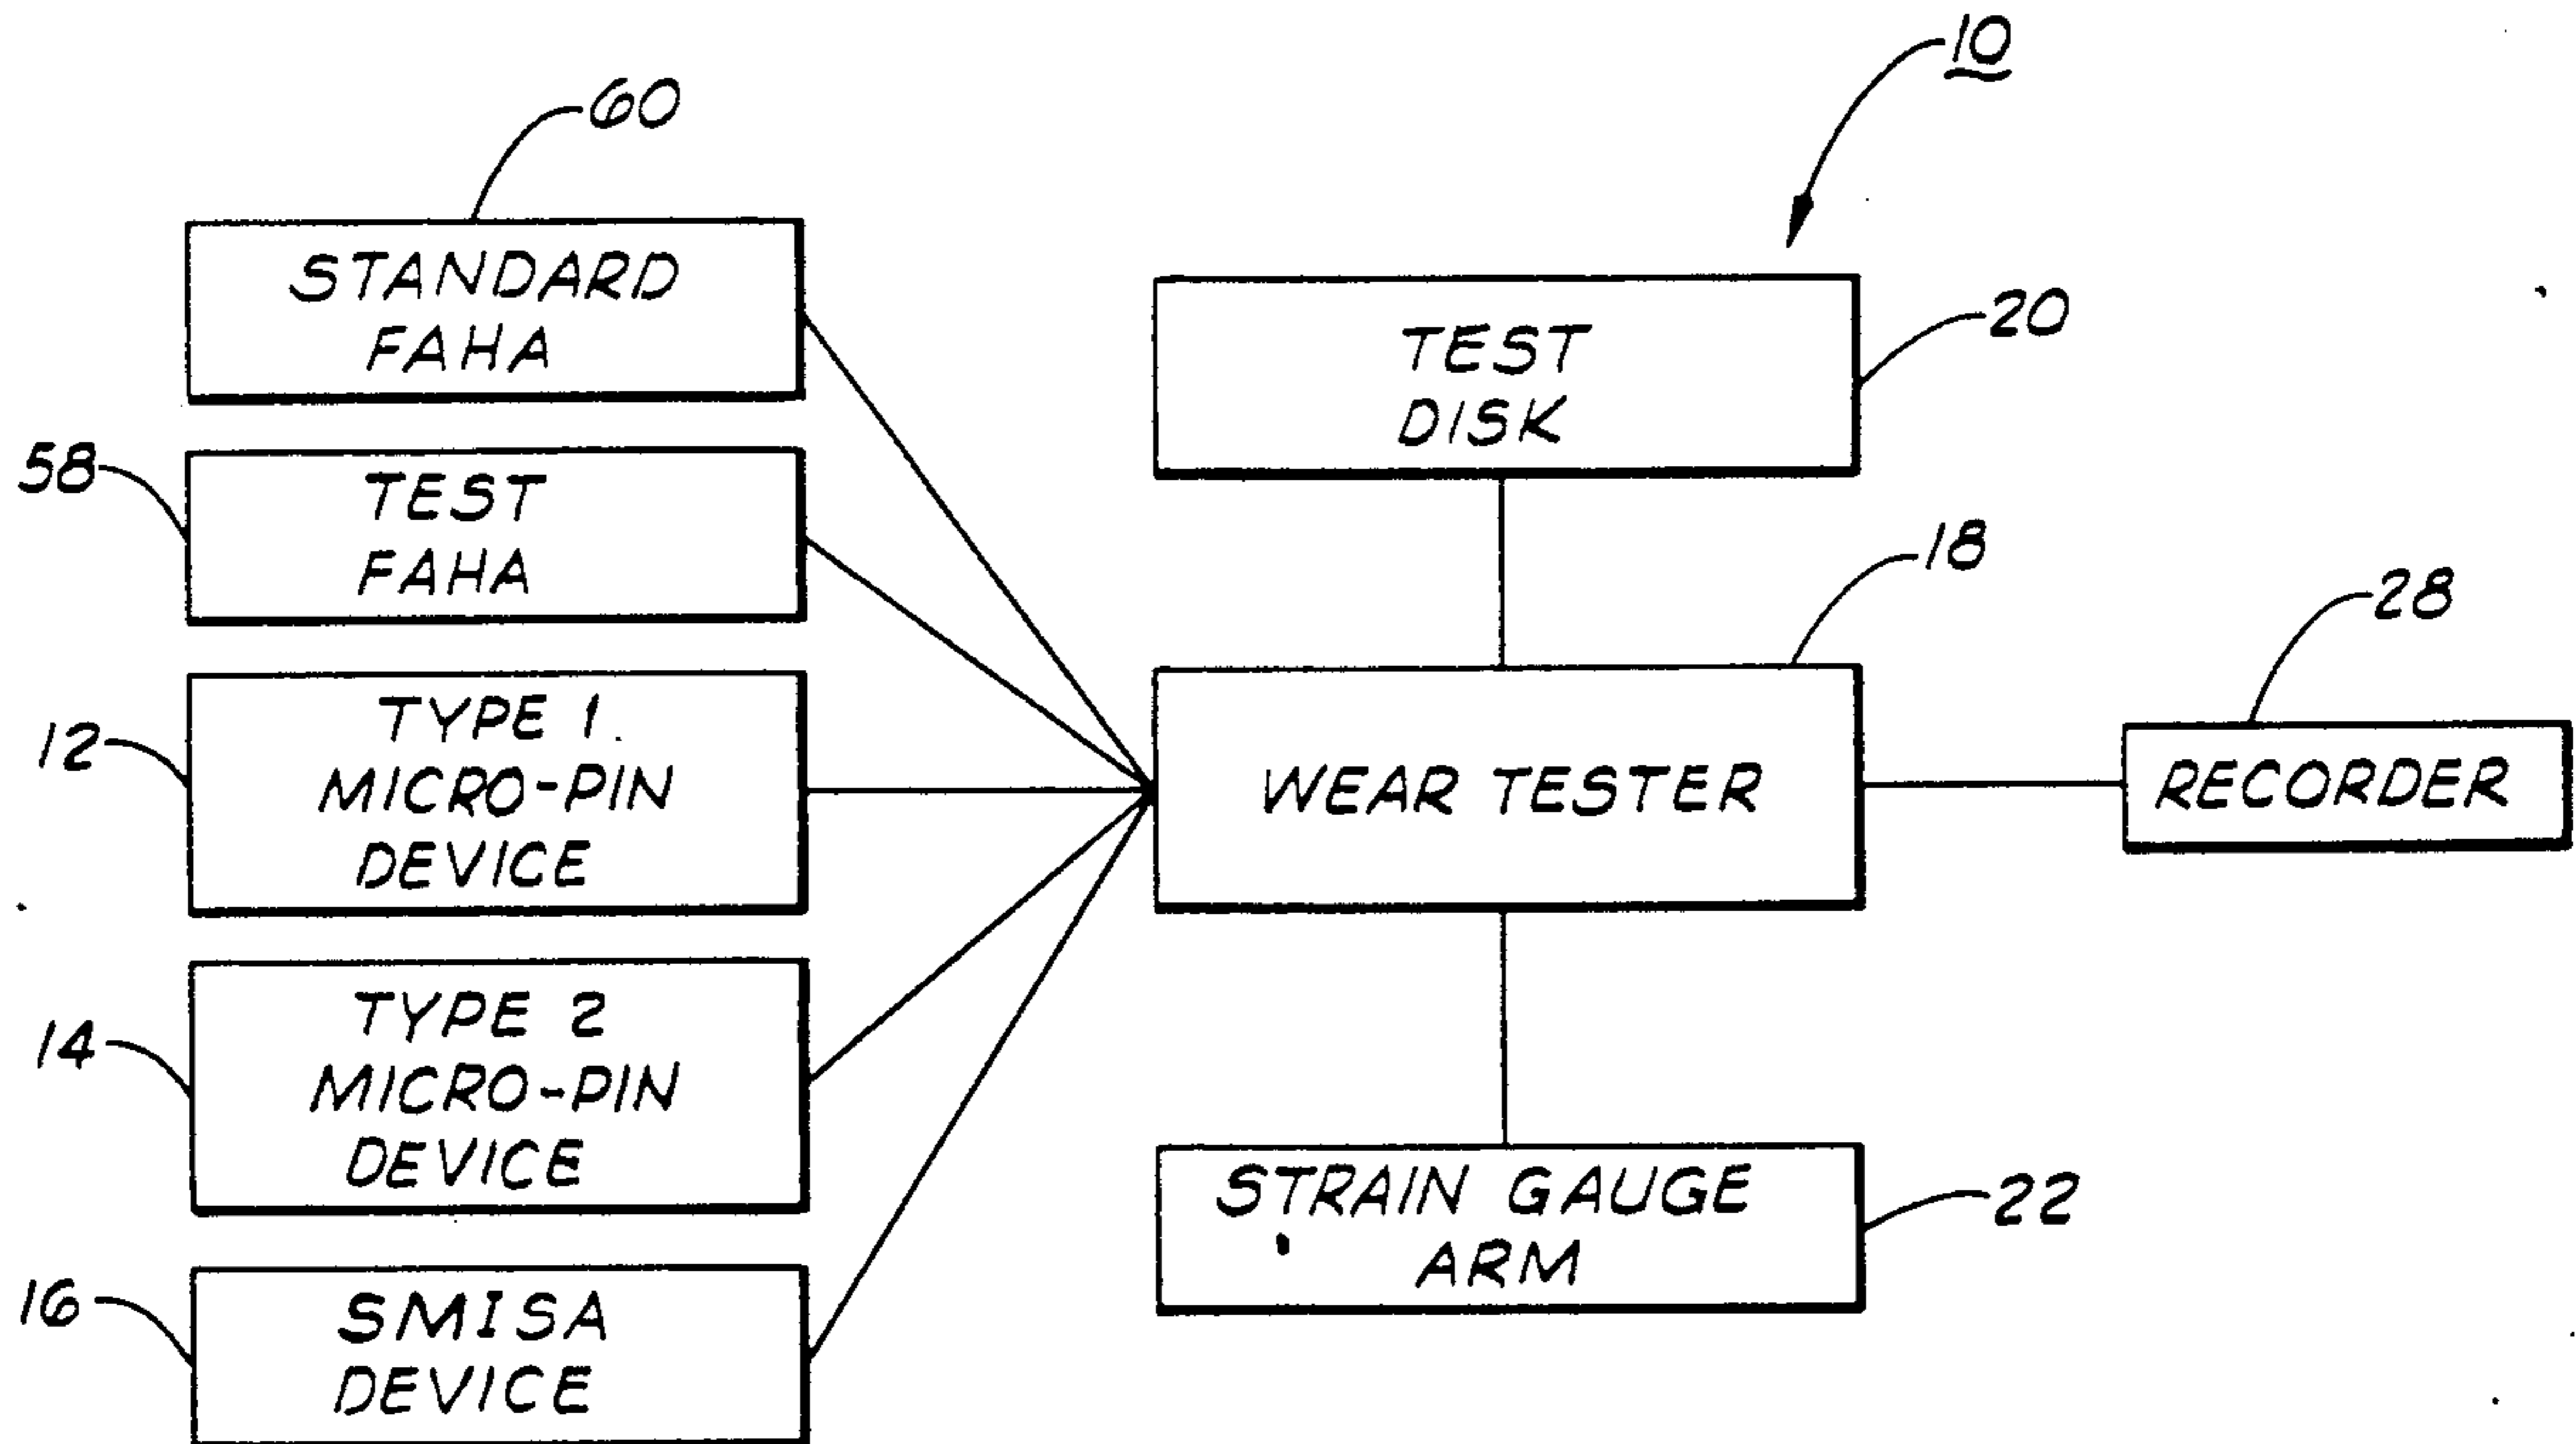 10
60
STANDARD
FAHA
TEST
DISK
20
58
TEST
FAHA
18
28
12
TYPE 1
MICRO-PIN
DEVICE
WEAR TESTER
RECORDER
14
TYPE 2
MICRO-PIN
DEVICE
STRAIN GAUGE
ARM
22
16
SMISA
DEVICE